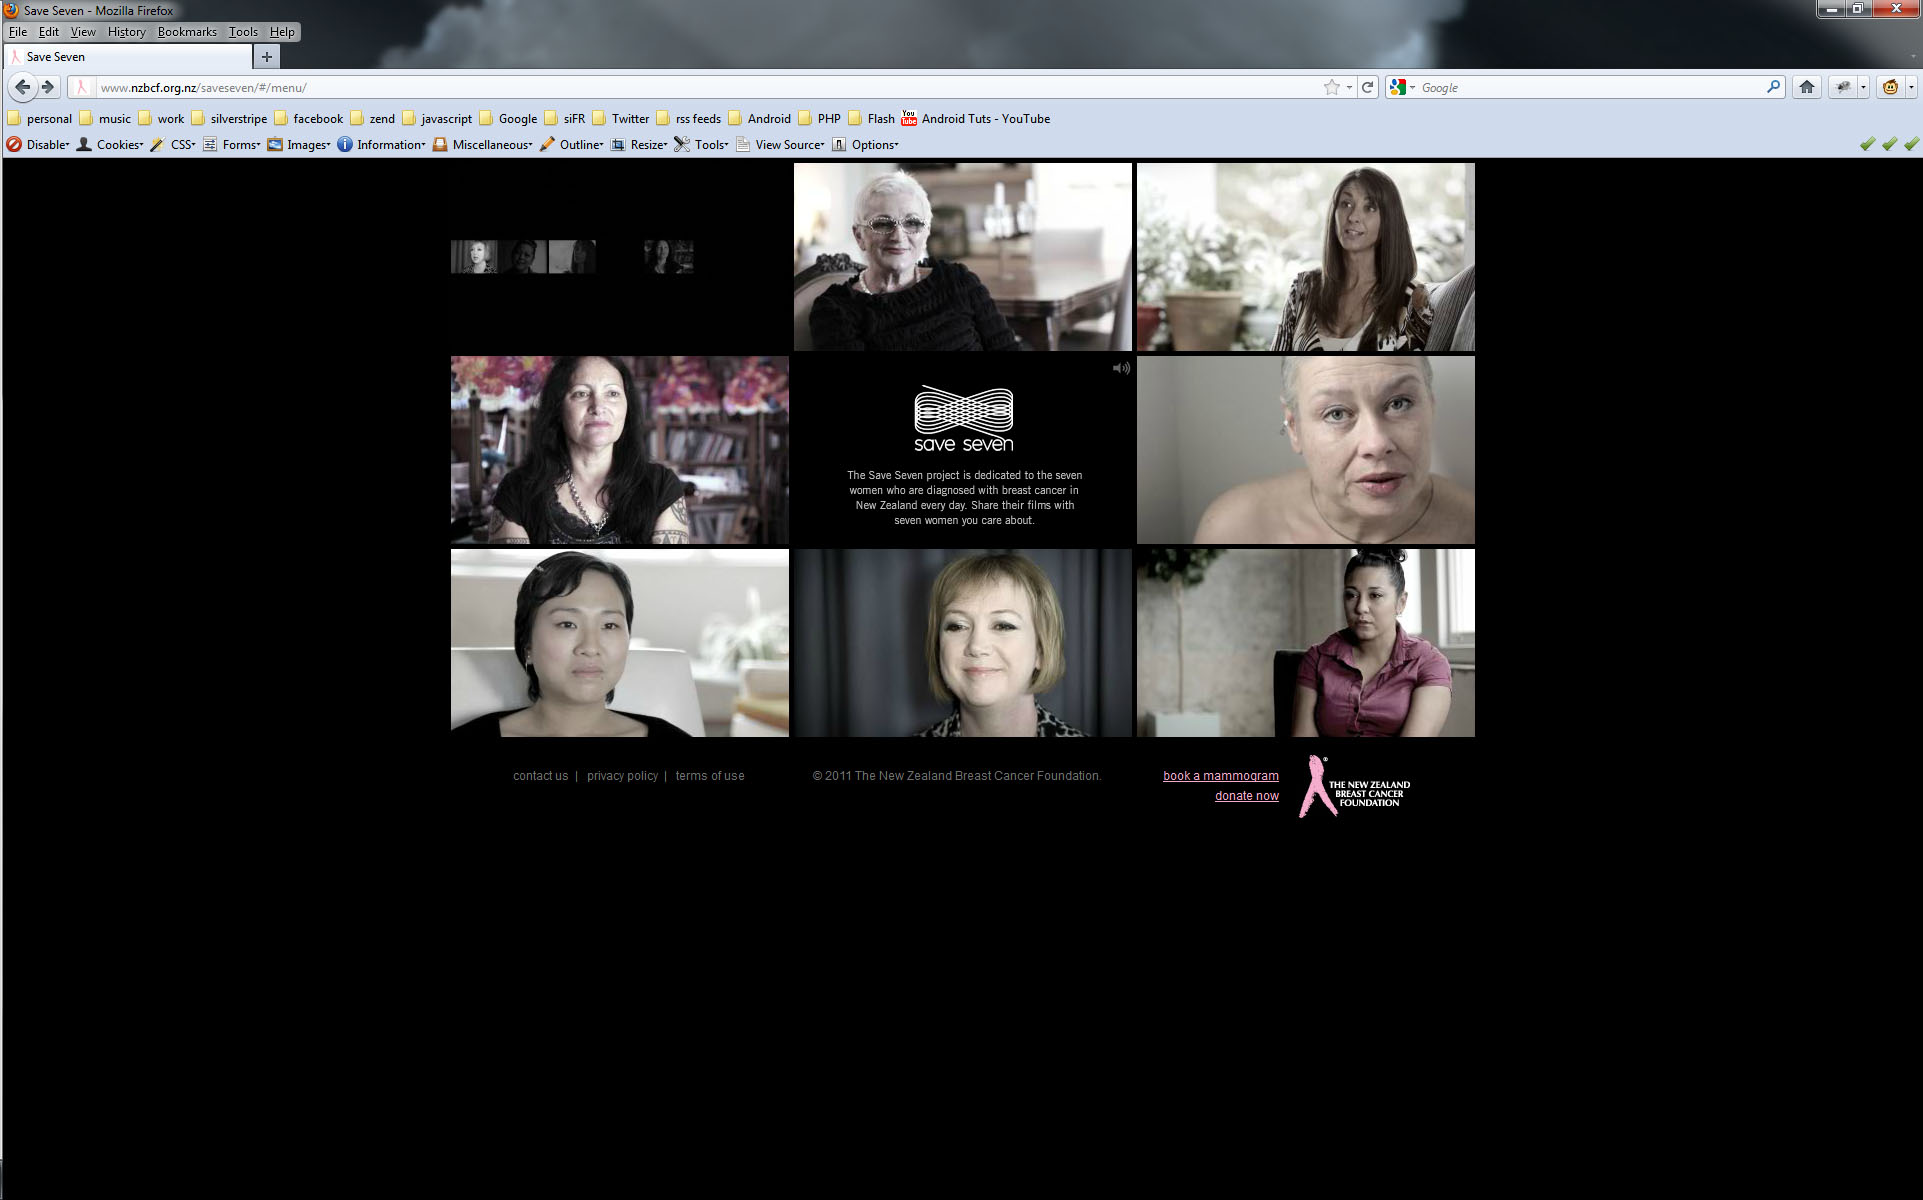 Save Seven - Mozilla Firefox
File Edit View History Bookmarks Tools Help
Save Seven
www.nzbcf.org.nz/saveseven/#/menu/
Google
personal music work silverstripe facebook zend javascript Google siFR Twitter rss feeds Android PHP Flash You Tube Android Tuts - YouTube
Disable Cookies CSS Forms Images Information Miscellaneous Outline Resize Tools View Source Options
save seven
The Save Seven project is dedicated to the seven
women who are diagnosed with breast cancer in
New Zealand every day. Share their films with
seven women you care about.
contact us | privacy policy | terms of use
© 2011 The New Zealand Breast Cancer Foundation.
book a mammogram
donate now
THE NEW ZEALAND
BREAST CANCER
FOUNDATION